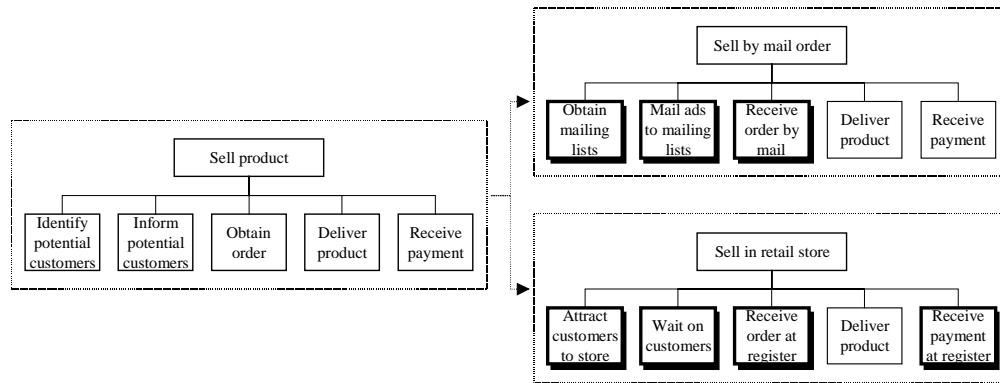 Sell product
Identify
potential
customers
Inform
potential
customers
Obtain
order
Deliver
product
Receive
payment
Sell by mail order
Obtain
mailing
lists
Mail ads
to mailing
lists
Receive
order by
mail
Deliver
product
Receive
payment
Sell in retail store
Attract
customers
to store
Wait on
customers
Receive
order at
register
Deliver
product
Receive
payment
at register